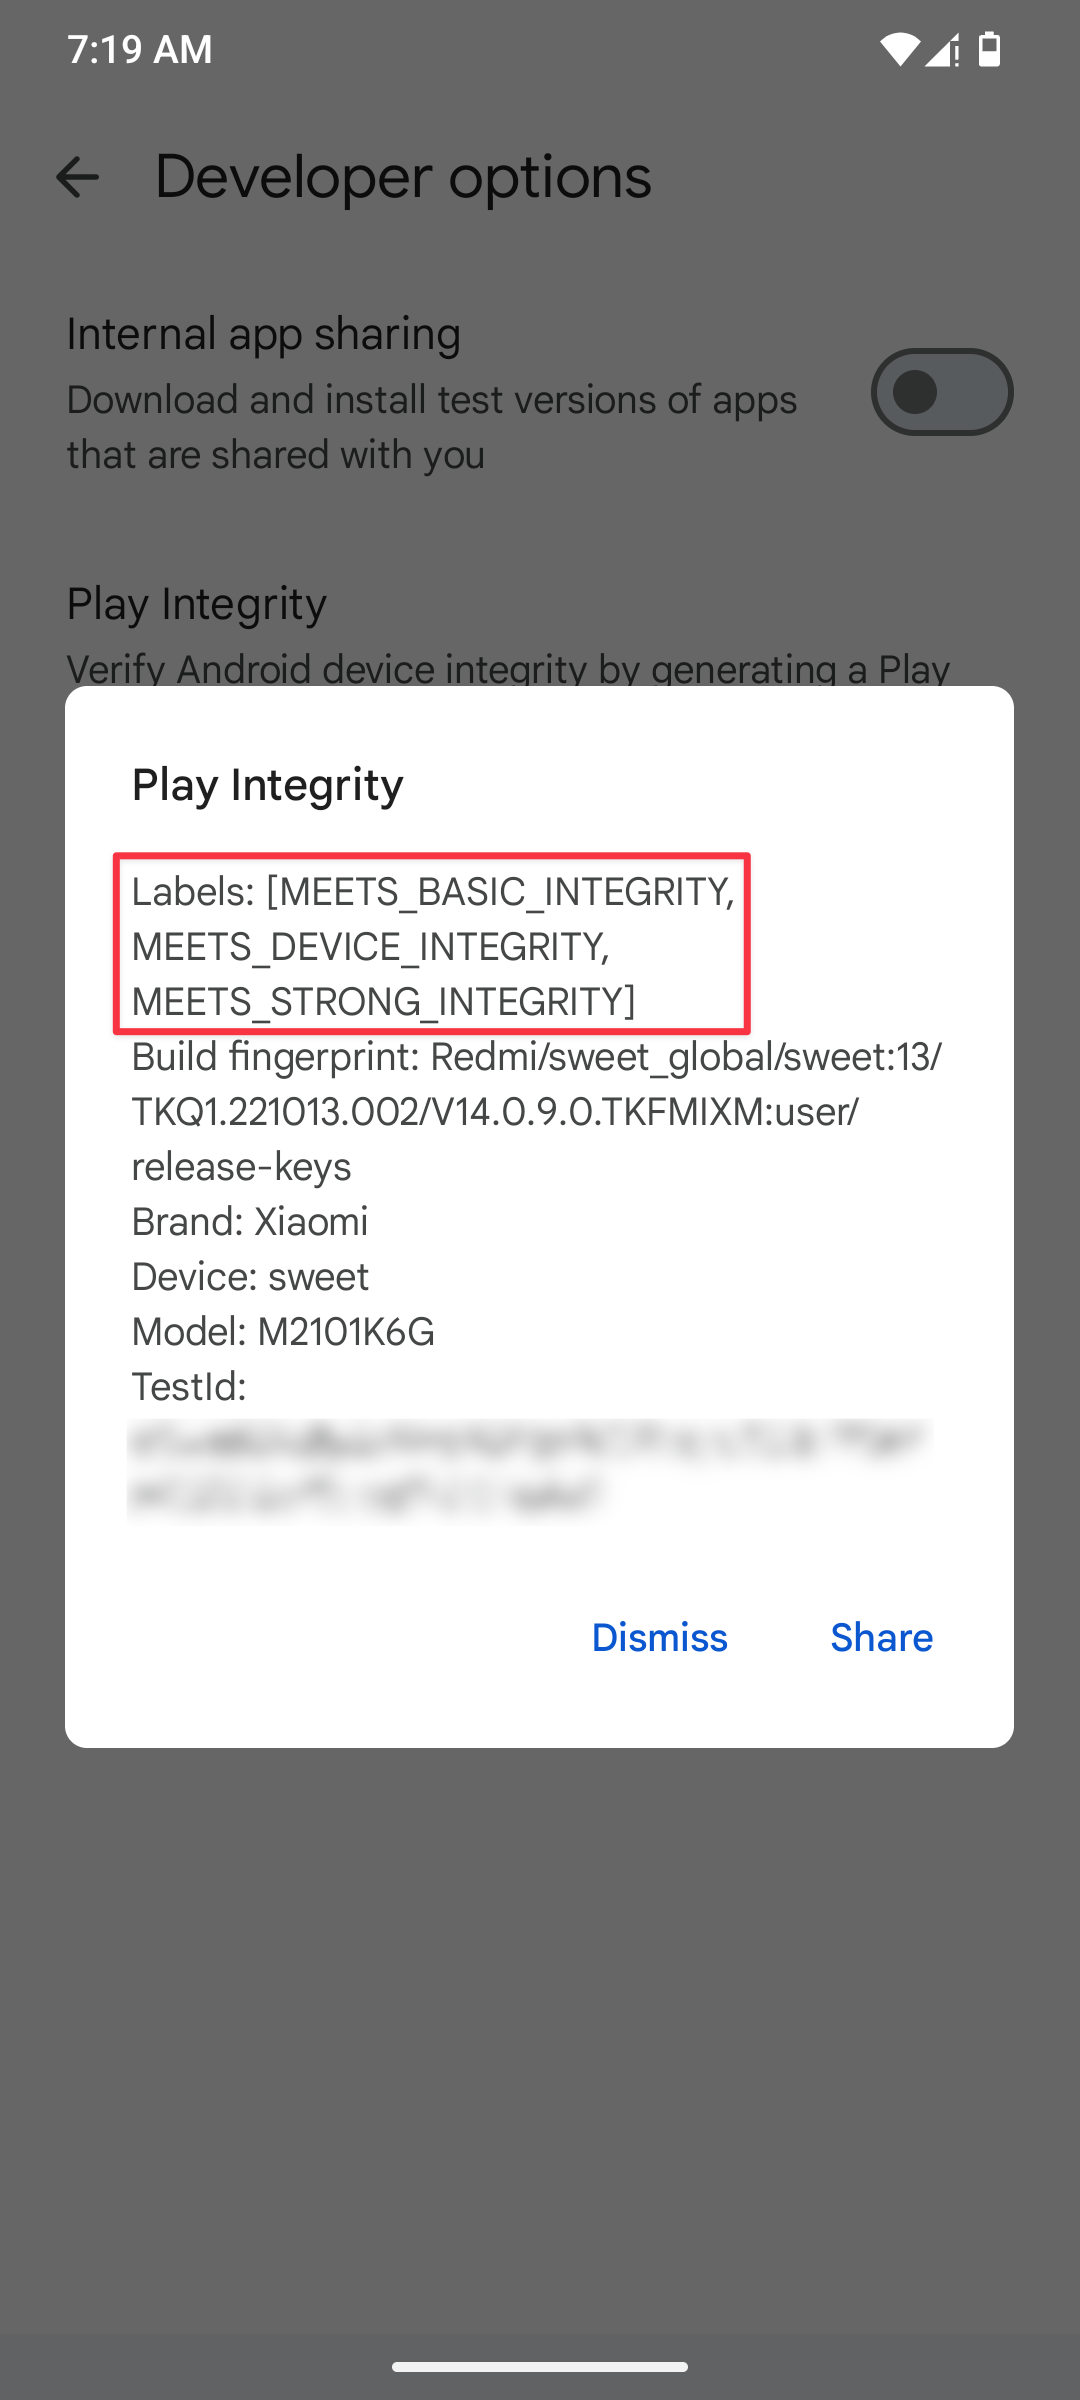 7:19 AM
Developer options
Internal app sharing
Download and install test versions of apps
that are shared with you
Play Integrity
Verify Android device integrity by generating a Play
Play Integrity
Labels: [MEETS_BASIC_INTEGRITY,
MEETS_DEVICE_INTEGRITY,
MEETS_STRONG_INTEGRITY]
Build fingerprint: Redmi/sweet_global/sweet:13/
TKQ1.221013.002/V14.0.9.0.TKFMIXM:user/
release-keys
Brand: Xiaomi
Device: sweet
Model: M2101K6G
TestId:
Dismiss
Share